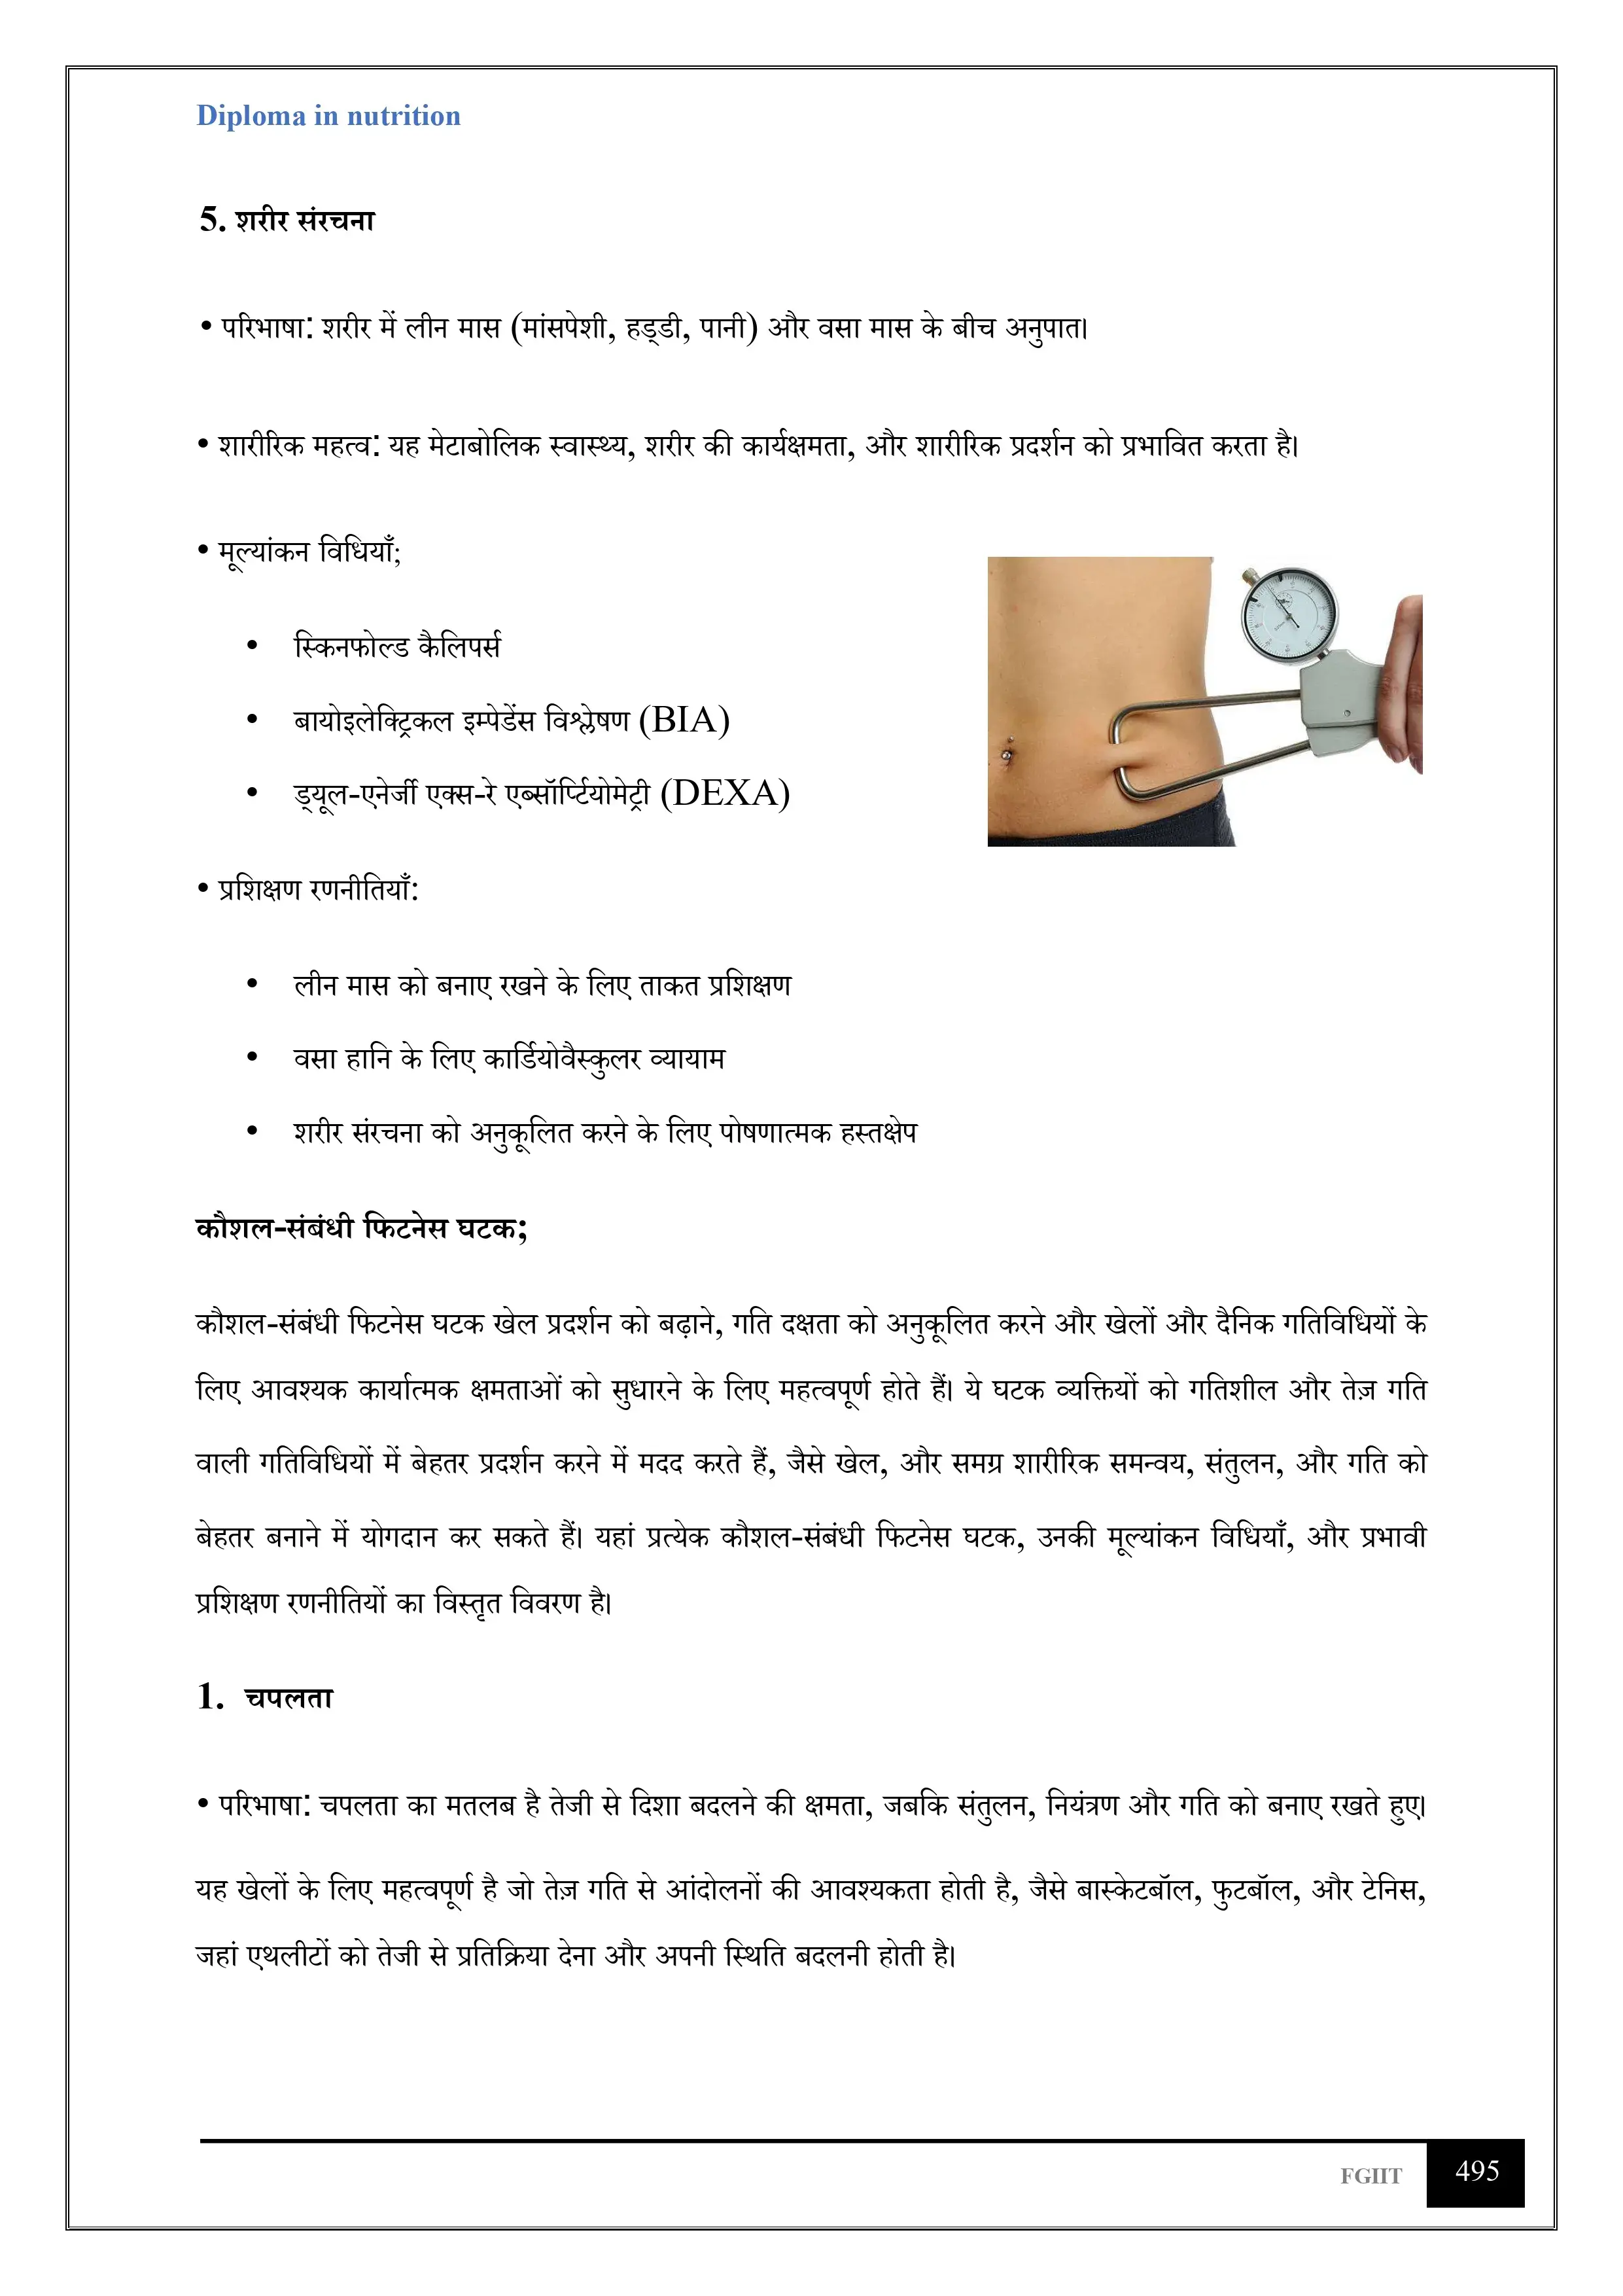 Diploma in nutrition
5. शरीर संरचना
• परिभाषा: शरीर में लीन मास (मांसपेशी, हड्डी, पानी) और वसा मास के बीच अनुपात।
• शारीरिक महत्व: यह मेटाबोलिक स्वास्थ्य, शरीर की कार्यक्षमता, और शारीरिक प्रदर्शन को प्रभावित करता है।
• मूल्यांकन विधियाँ;
• स्किनफोल्ड कैलिपर्स
• बायोइलेक्ट्रिकल इम्पेडेंस विश्लेषण (BIA)
• ड्यूल-एनेर्जी एक्स-रे एब्सॉर्प्टियोमेट्री (DEXA)
• प्रशिक्षण रणनीतियाँ:
• लीन मास को बनाए रखने के लिए ताकत प्रशिक्षण
• वसा हानि के लिए कार्डियोवैस्कुलर व्यायाम
• शरीर संरचना को अनुकूलित करने के लिए पोषणात्मक हस्तक्षेप
कौशल-संबंधी फिटनेस घटक;
कौशल-संबंधी फिटनेस घटक खेल प्रदर्शन को बढ़ाने, गति दक्षता को अनुकूलित करने और खेलों और दैनिक गतिविधियों के
लिए आवश्यक कार्यात्मक क्षमताओं को सुधारने के लिए महत्वपूर्ण होते हैं। ये घटक व्यक्तियों को गतिशील और तेज़ गति
वाली गतिविधियों में बेहतर प्रदर्शन करने में मदद करते हैं, जैसे खेल, और समग्र शारीरिक समन्वय, संतुलन, और गति को
बेहतर बनाने में योगदान कर सकते हैं। यहां प्रत्येक कौशल-संबंधी फिटनेस घटक, उनकी मूल्यांकन विधियाँ, और प्रभावी
प्रशिक्षण रणनीतियों का विस्तृत विवरण है।
1. चपलता
• परिभाषा: चपलता का मतलब है तेजी से दिशा बदलने की क्षमता, जबकि संतुलन, नियंत्रण और गति को बनाए रखते हुए।
यह खेलों के लिए महत्वपूर्ण है जो तेज़ गति से आंदोलनों की आवश्यकता होती है, जैसे बास्केटबॉल, फुटबॉल, और टेनिस,
जहां एथलीटों को तेजी से प्रतिक्रिया देना और अपनी स्थिति बदलनी होती है।
FGIIT 495